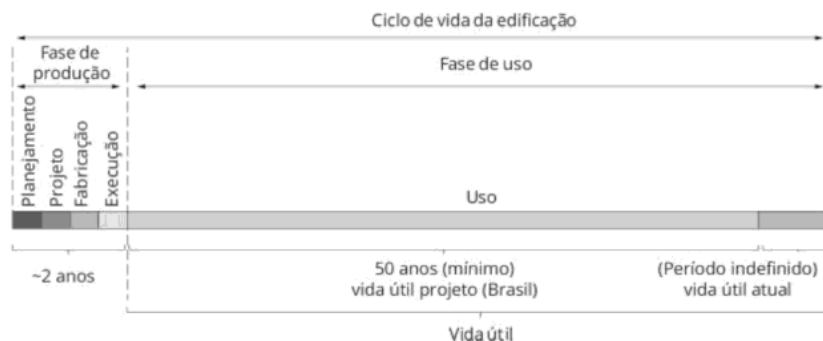 Ciclo de vida da edificação
Fase de
produção
Fase de uso
Planejamento
Projeto
Fabricação
Execução
Uso
~2 anos
50 anos (mínimo)
vida útil projeto (Brasil)
(Período indefinido)
vida útil atual
Vida útil